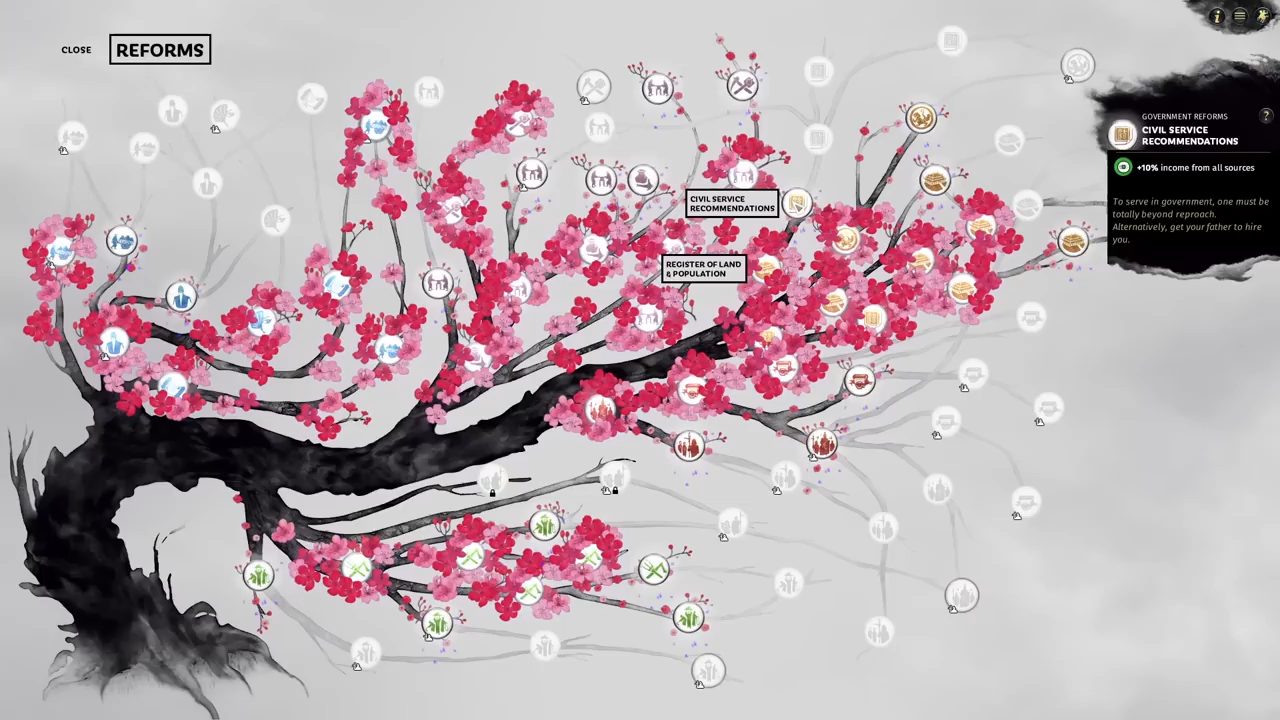 CLOSE
REFORMS
GOVERNMENT REFORMS
?
CIVIL SERVICE
RECOMMENDATIONS
+10% income from all sources
CIVIL SERVICE
RECOMMENDATIONS
To serve in government, one must be
totally beyond reproach.
Alternatively, get your father to hire
you.
REGISTER OF LAND
& POPULATION